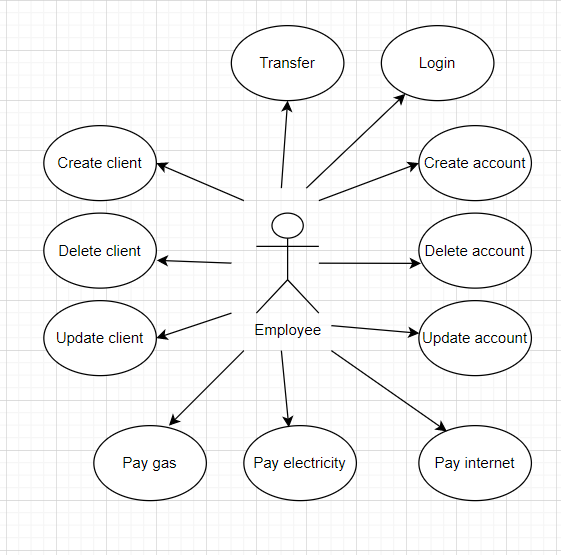 Transfer
Login
Create client
Create account
Delete client
Delete account
Update client
Employee
Update account
Pay gas
Pay electricity
Pay internet